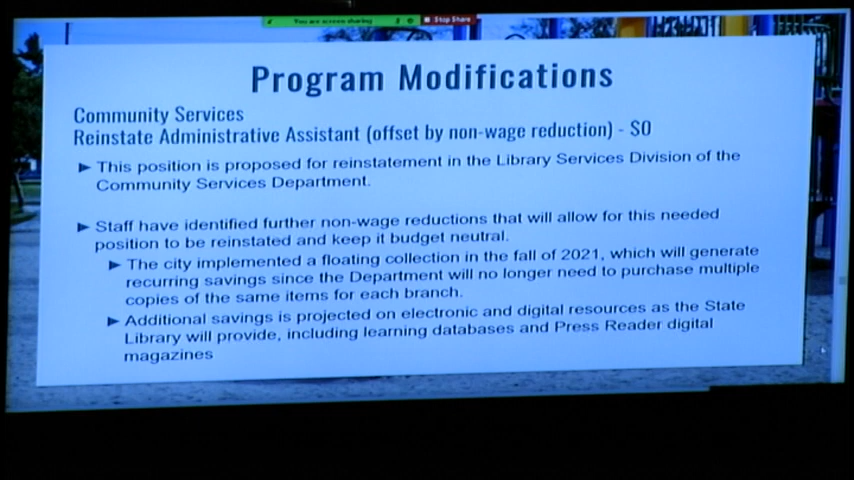 You are screen sharing
Stop Share
Program Modifications
Community Services
Reinstate Administrative Assistant (offset by non-wage reduction) - $0
► This position is proposed for reinstatement in the Library Services Division of the
Community Services Department.
► Staff have identified further non-wage reductions that will allow for this needed
position to be reinstated and keep it budget neutral.
► The city implemented a floating collection in the fall of 2021, which will generate
recurring savings since the Department will no longer need to purchase multiple
copies of the same items for each branch.
► Additional savings is projected on electronic and digital resources as the State
Library will provide, including learning databases and Press Reader digital
magazines